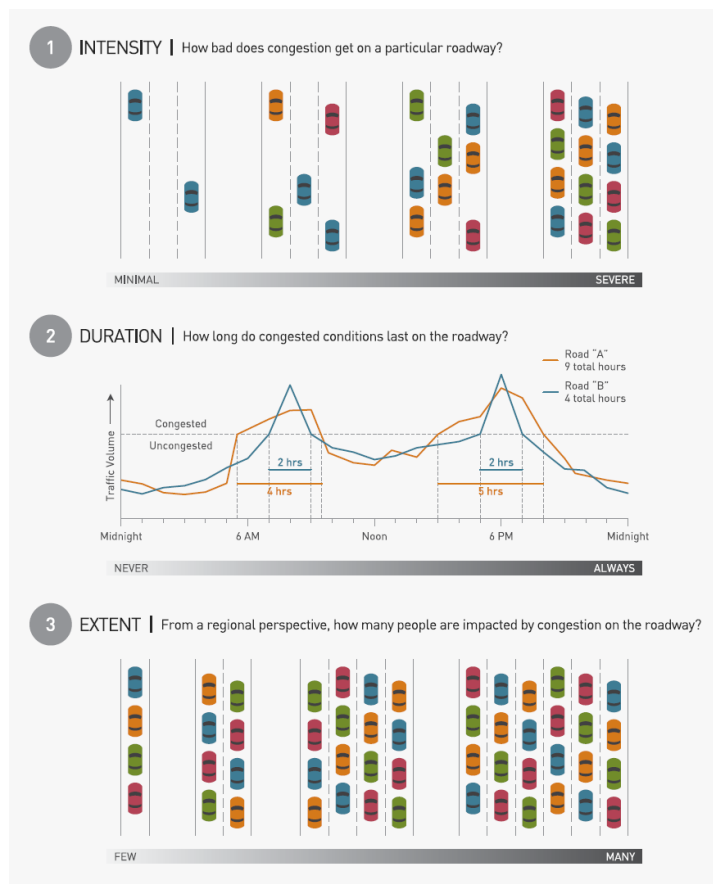 1 INTENSITY | How bad does congestion get on a particular roadway?
MINIMAL SEVERE
2 DURATION | How long do congested conditions last on the roadway?
Road "A"
9 total hours
Road "B"
4 total hours
Traffic Volume
Congested
Uncongested
2 hrs 2 hrs
4 hrs 5 hrs
Midnight 6 AM Noon 6 PM Midnight
NEVER ALWAYS
3 EXTENT | From a regional perspective, how many people are impacted by congestion on the roadway?
FEW MANY